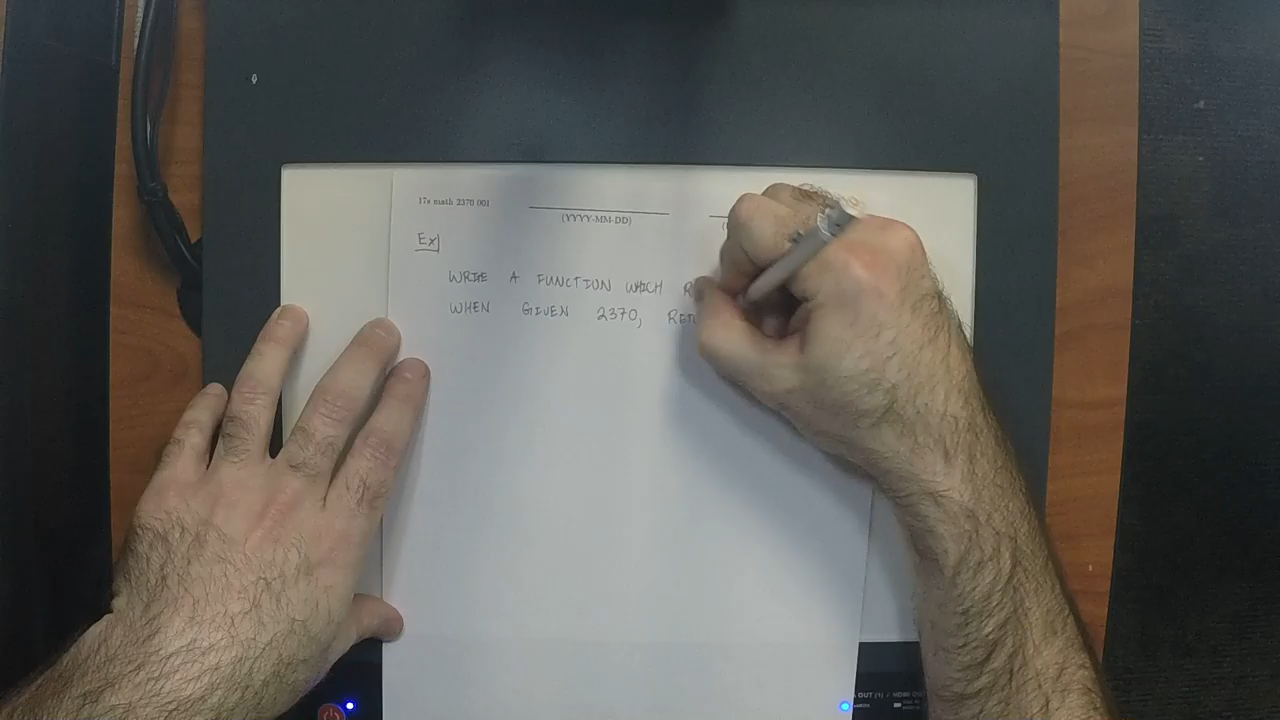 17s math 2370 001
(YYYY-MM-DD)
Ex
WRITE A FUNCTION WHICH
WHEN GIVEN 2370,